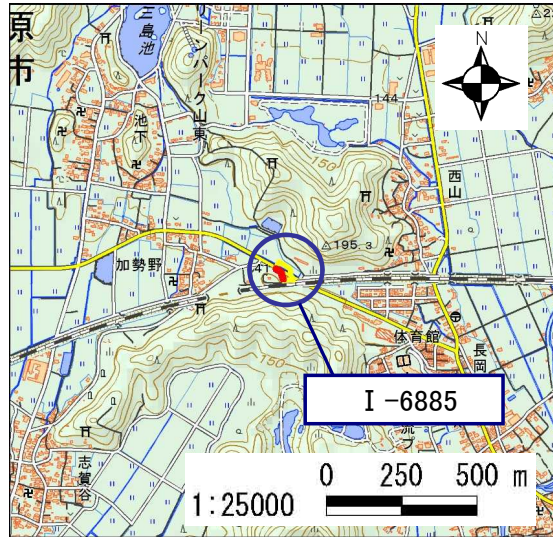 原市
三島池
リーンパーク山東
池下
N
144
150
西山
195.3
加勢野
41
体育館
長岡
150
I-6885
志賀谷
0 250 500 m
1:25000